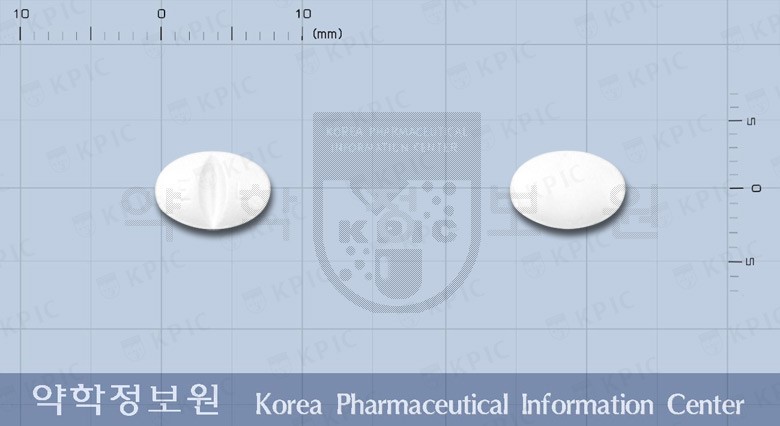 10 0 10
(mm)
KPIC
KOREA PHARMACEUTICAL
INFORMATION CENTER
5
0
5
약학정보원
KPIC
약학정보원 Korea Pharmaceutical Information Center